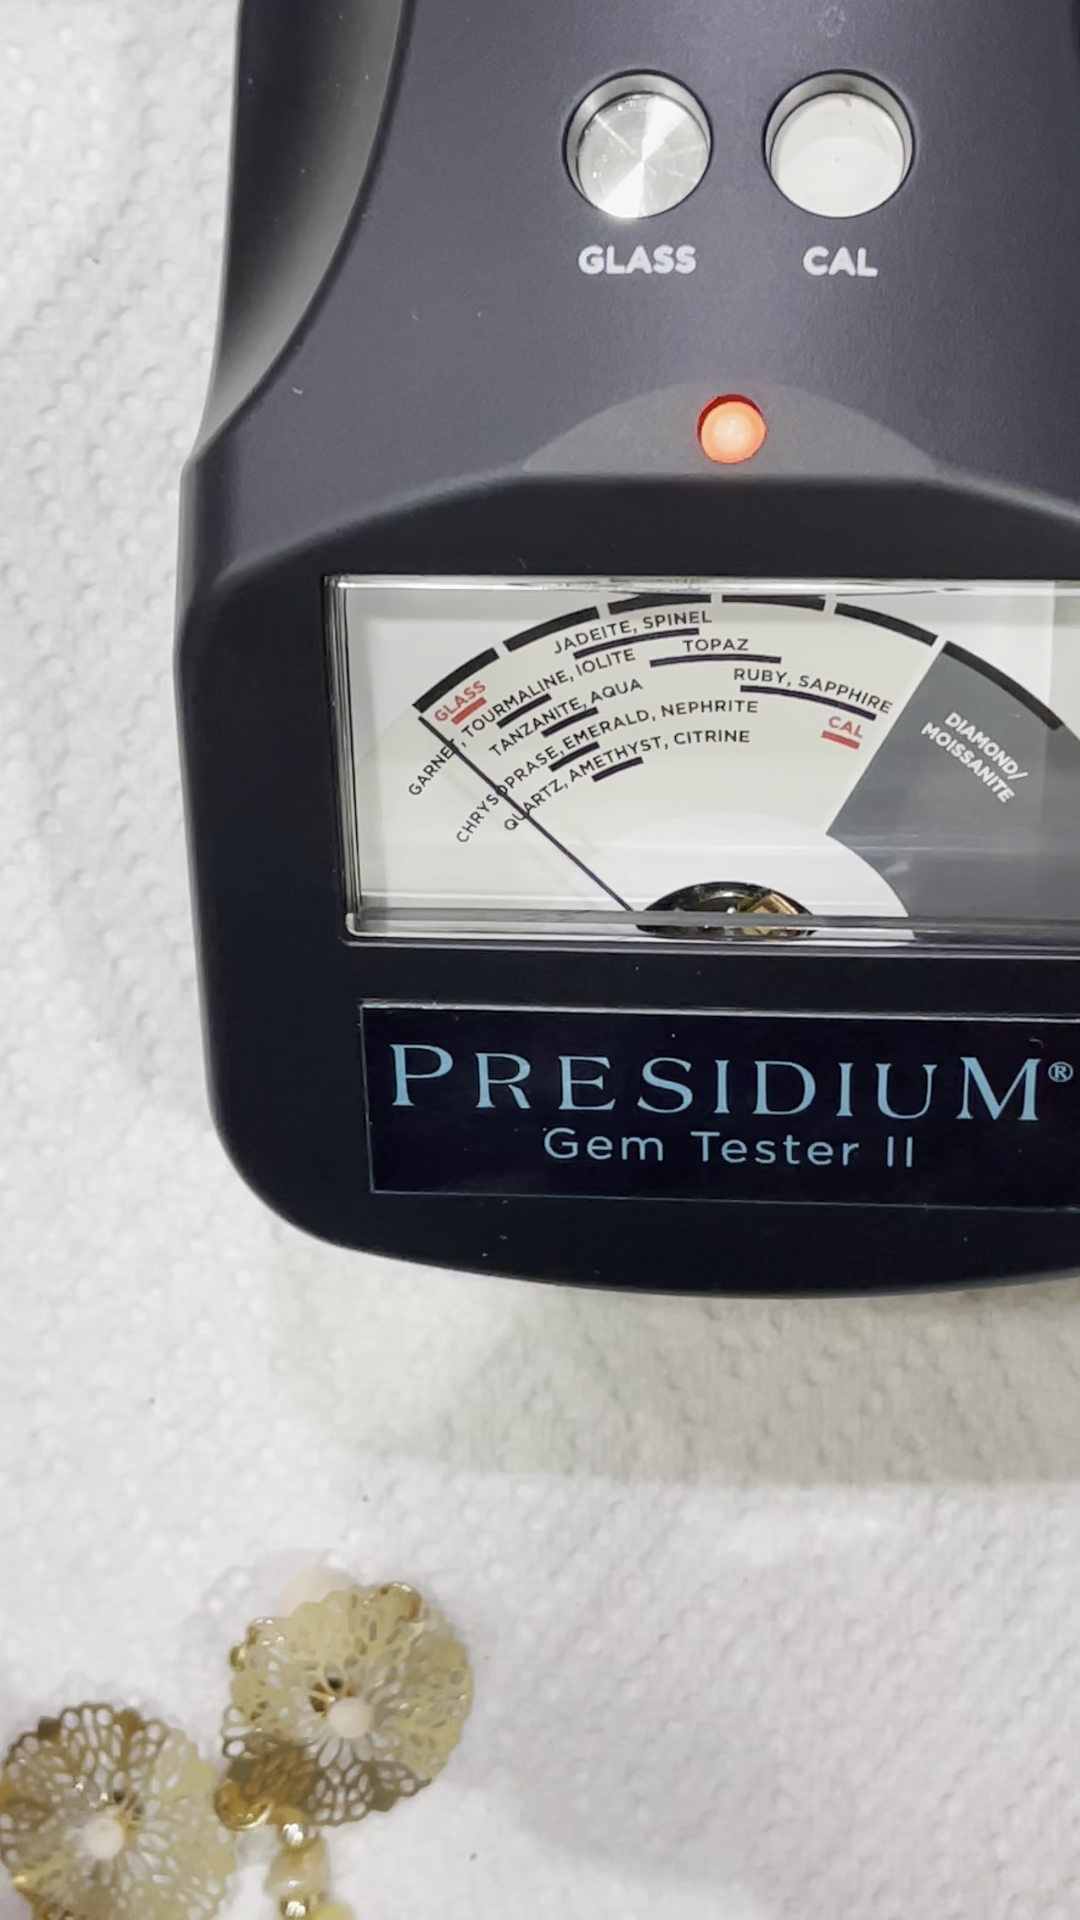 GLASS
CAL
JADEITE, SPINEL
TOPAZ
RUBY, SAPPHIRE
GLASS
GARNET, TOURMALINE, IOLITE
TANZANITE, AQUA
CHRYSOPRASE, EMERALD, NEPHRITE
QUARTZ, AMETHYST, CITRINE
CAL
DIAMOND/
MOISSANITE
PRESIDIUM®
Gem Tester II